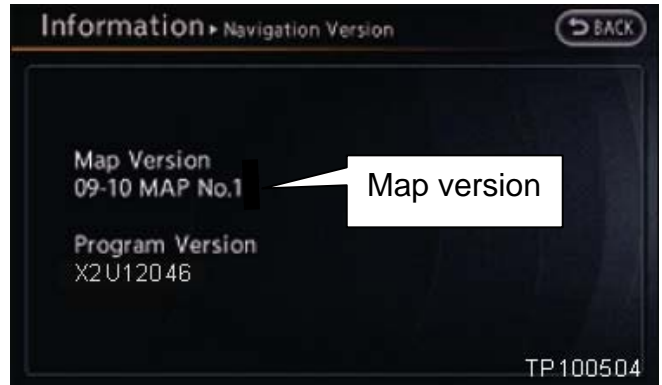 Information ▸ Navigation Version
BACK
Map Version
09-10 MAP No.1
Map version
Program Version
X2U12046
TP100504